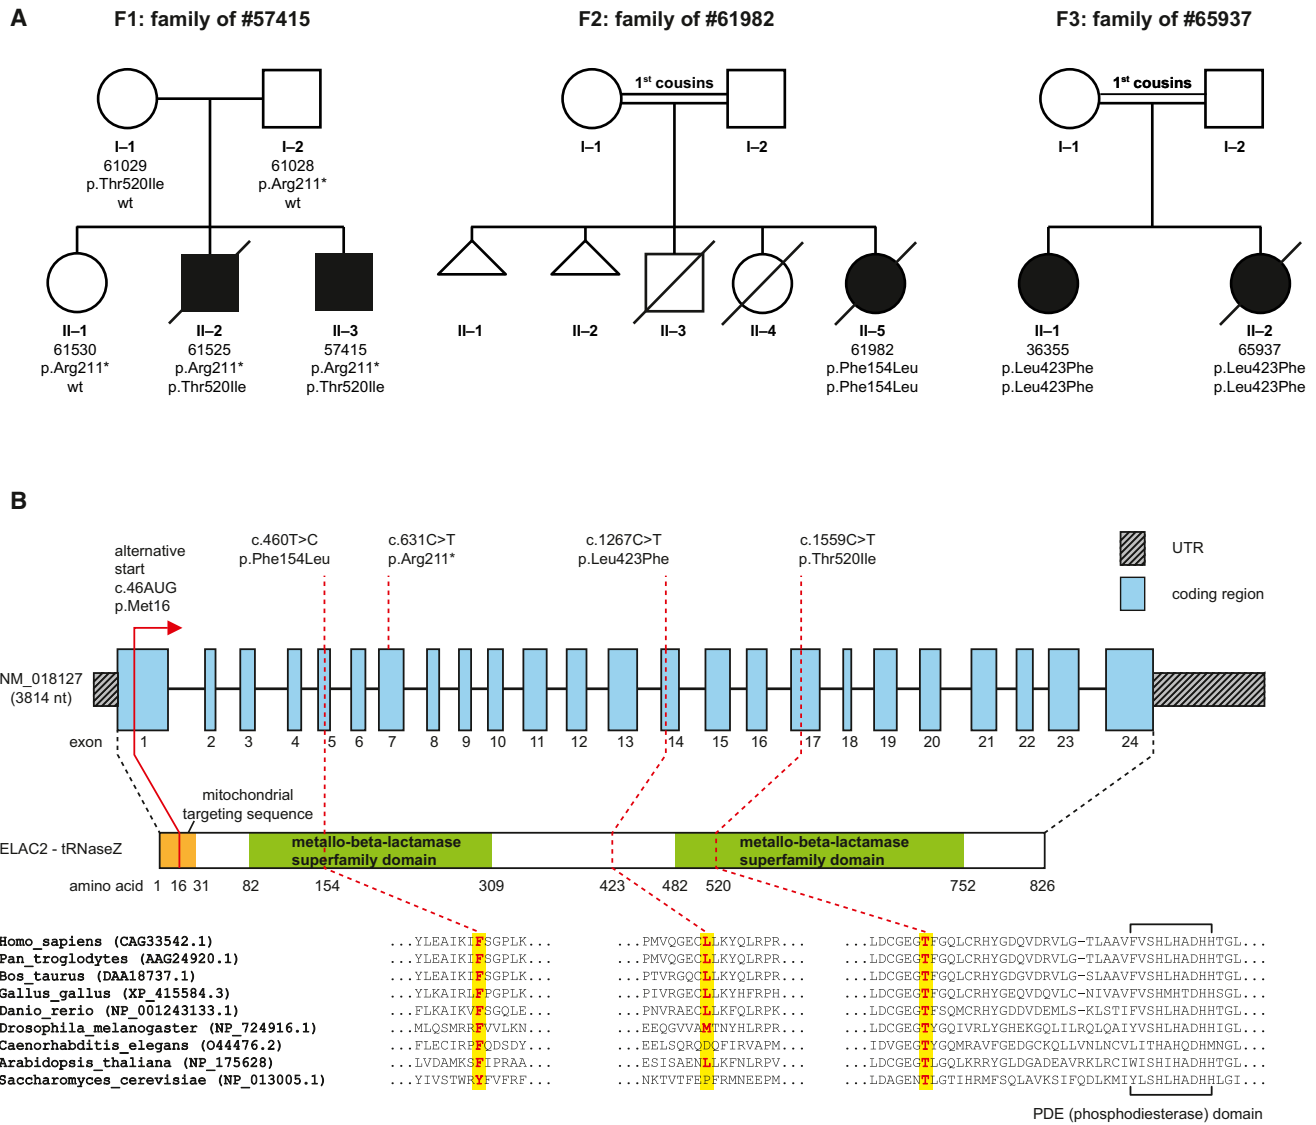 A
F1: family of #57415
F2: family of #61982
F3: family of #65937
1st cousins
1st cousins
I–1
61029
p.Thr520Ile
wt
I–2
61028
p.Arg211*
wt
I–1
I–2
I–1
I–2
II–1
61530
p.Arg211*
wt
II–2
61525
p.Arg211*
p.Thr520Ile
II–3
57415
p.Arg211*
p.Thr520Ile
II–1
II–2
II–3
II–4
II–5
61982
p.Phe154Leu
p.Phe154Leu
II–1
36355
p.Leu423Phe
p.Leu423Phe
II–2
65937
p.Leu423Phe
p.Leu423Phe
B
alternative
start
c.46AUG
p.Met16
c.460T>C
p.Phe154Leu
c.631C>T
p.Arg211*
c.1267C>T
p.Leu423Phe
c.1559C>T
p.Thr520Ile
UTR
coding region
NM_018127
(3814 nt)
exon 1 2 3 4 5 6 7 8 9 10 11 12 13 14 15 16 17 18 19 20 21 22 23 24
mitochondrial
targeting sequence
ELAC2 - tRNaseZ
metallo-beta-lactamase
superfamily domain
metallo-beta-lactamase
superfamily domain
amino acid 1 16 31 82 154 309 423 482 520 752 826
Homo_sapiens (CAG33542.1) ...YLEAIKIFSGPLK... ...PMVQGECLLKYQLRPR... ...LDCGEGTFGQLCRHYGDQVDRVLG-TLAAVFVSHLHADHHTGL...
Pan_troglodytes (AAG24920.1) ...YLEAIKIFSGPLK... ...PMVQGECLLKYQLRPR... ...LDCGEGTFGQLCRHYGDQVDRVLG-TLAAVFVSHLHADHHTGL...
Bos_taurus (DAA18737.1) ...YLEAIKIFSGPLK... ...PTVRGQCLLKYQLRPR... ...LDCGEGTFGQLCRHYGDGVDRVLG-SLAAVFVSHLHADHHTGL...
Gallus_gallus (XP_415584.3) ...YLKAIRLFPGPLK... ...PIVRGECLLKYHFRPH... ...LDCGEGTFGQLCRHYGEQVDQVLC-NIVAVFVSHMHTDHHSGL...
Danio_rerio (NP_001243133.1) ...FLKAIKVFSGQLE... ...PNVRAECLLKFQLRPK... ...LDCGEGTFGQLCRHYGDDVDEMLS-KLSTIFVSHLHADHHTGL...
Drosophila_melanogaster (NP_724916.1) ...MLQSMRRFVVLKN... ...EEQGVVAMTNYHLRPR... ...LDCGEGTYGQIVRLYGHEKGQLILRQLQAIYVSHLHADHHIGL...
Caenorhabditis_elegans (O44476.2) ...FLECIRPFQDSDY... ...EELSQRQDQFIRVAPM... ...IDVGEGTYGQMRAVFGEDGCKQLLVNLNCVLITHAHQDHMNGL...
Arabidopsis_thaliana (NP_175628) ...LVDAMKSFIPRAA... ...ESISAENLLKFNLRPV... ...LDCGEGTLGQLKRRYGLDGADEAVRKLRCIWISHIHADHHTGL...
Saccharomyces_cerevisiae (NP_013005.1) ...YIVSTWRYFVFRF... ...NKTVTFEPFRMNEEPM... ...LDAGENTLGTIHRMFSQLAVKSIFQDLKMIYLSHLHADHHLGI...
PDE (phosphodiesterase) domain